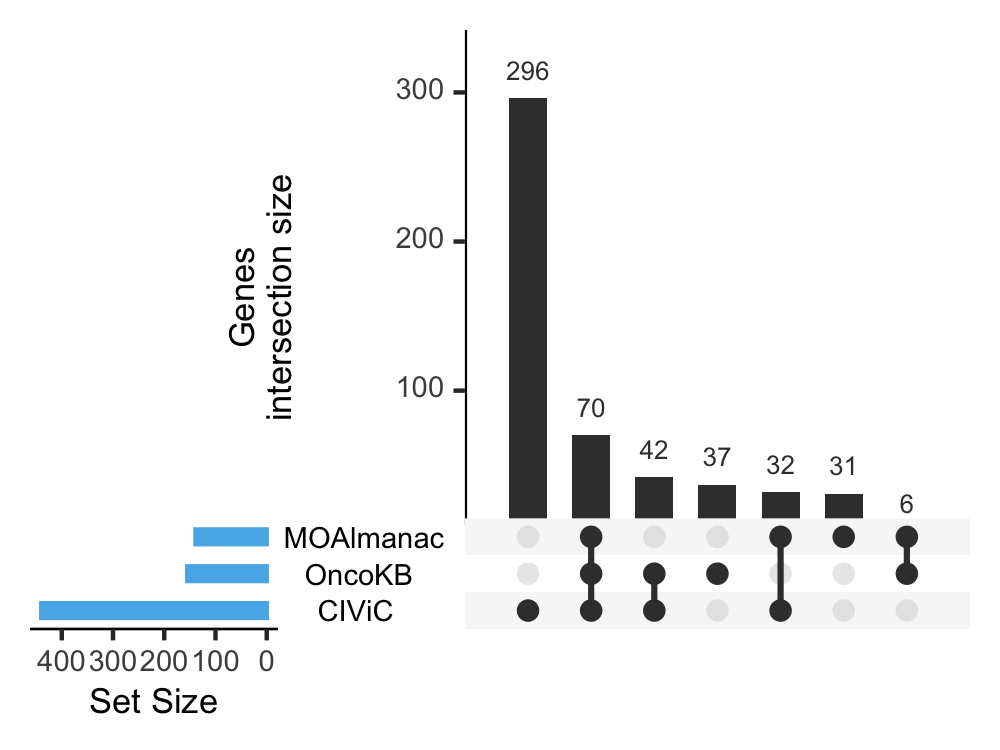 296
300
200
Genes
intersection size
100
70
42
37
32
31
6
MOAlmanac
OncoKB
CIViC
400 300 200 100 0
Set Size